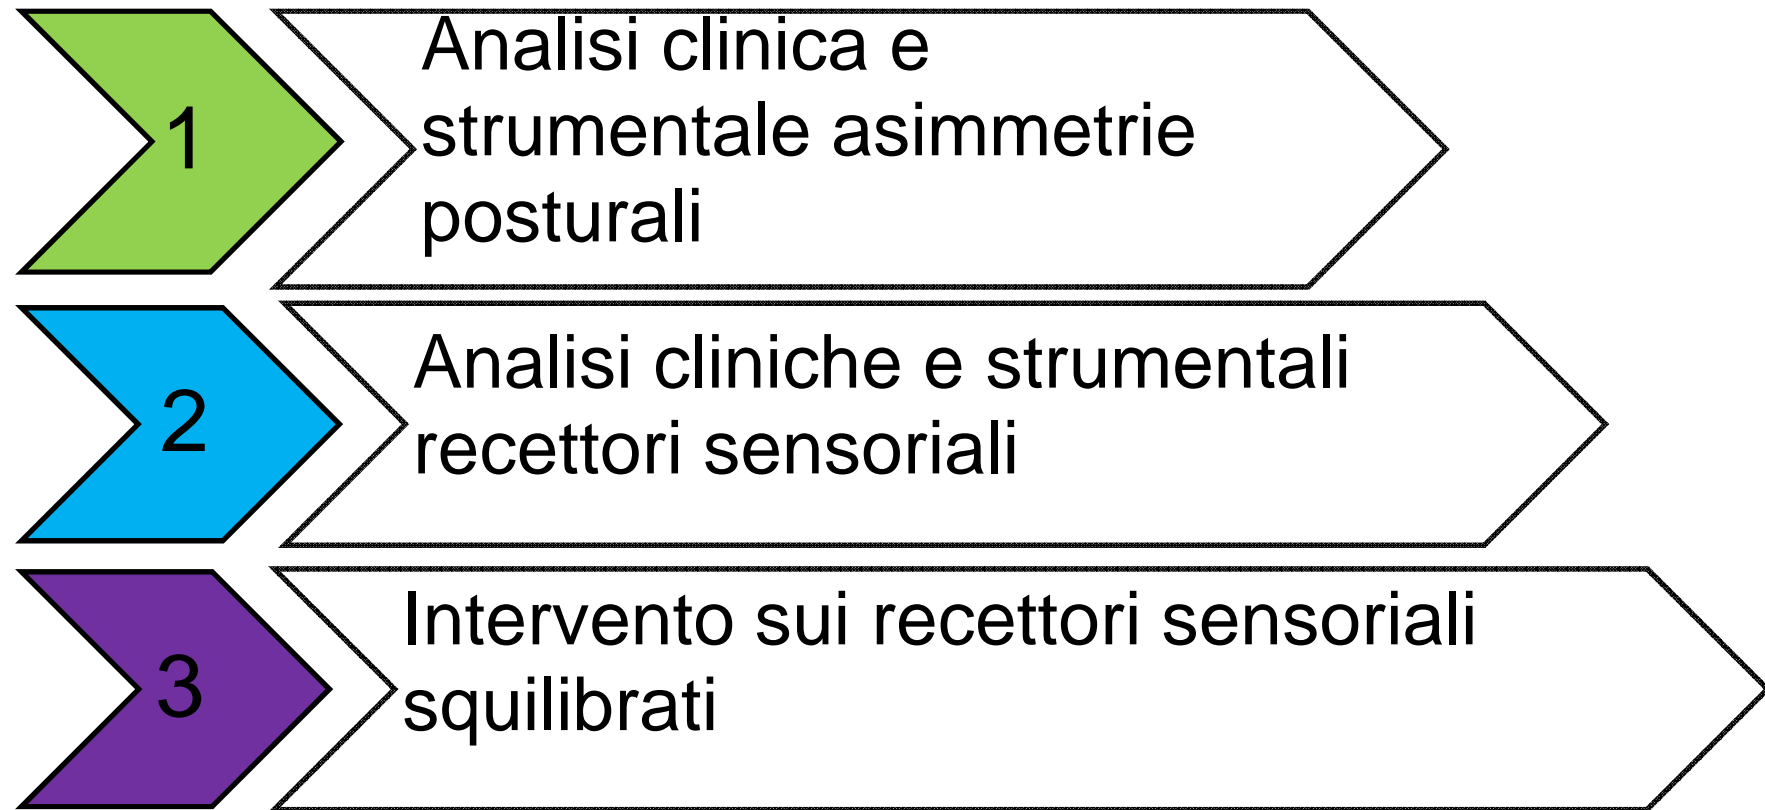 1
Analisi clinica e
strumentale asimmetrie
posturali
2
Analisi cliniche e strumentali
recettori sensoriali
3
Intervento sui recettori sensoriali
squilibrati